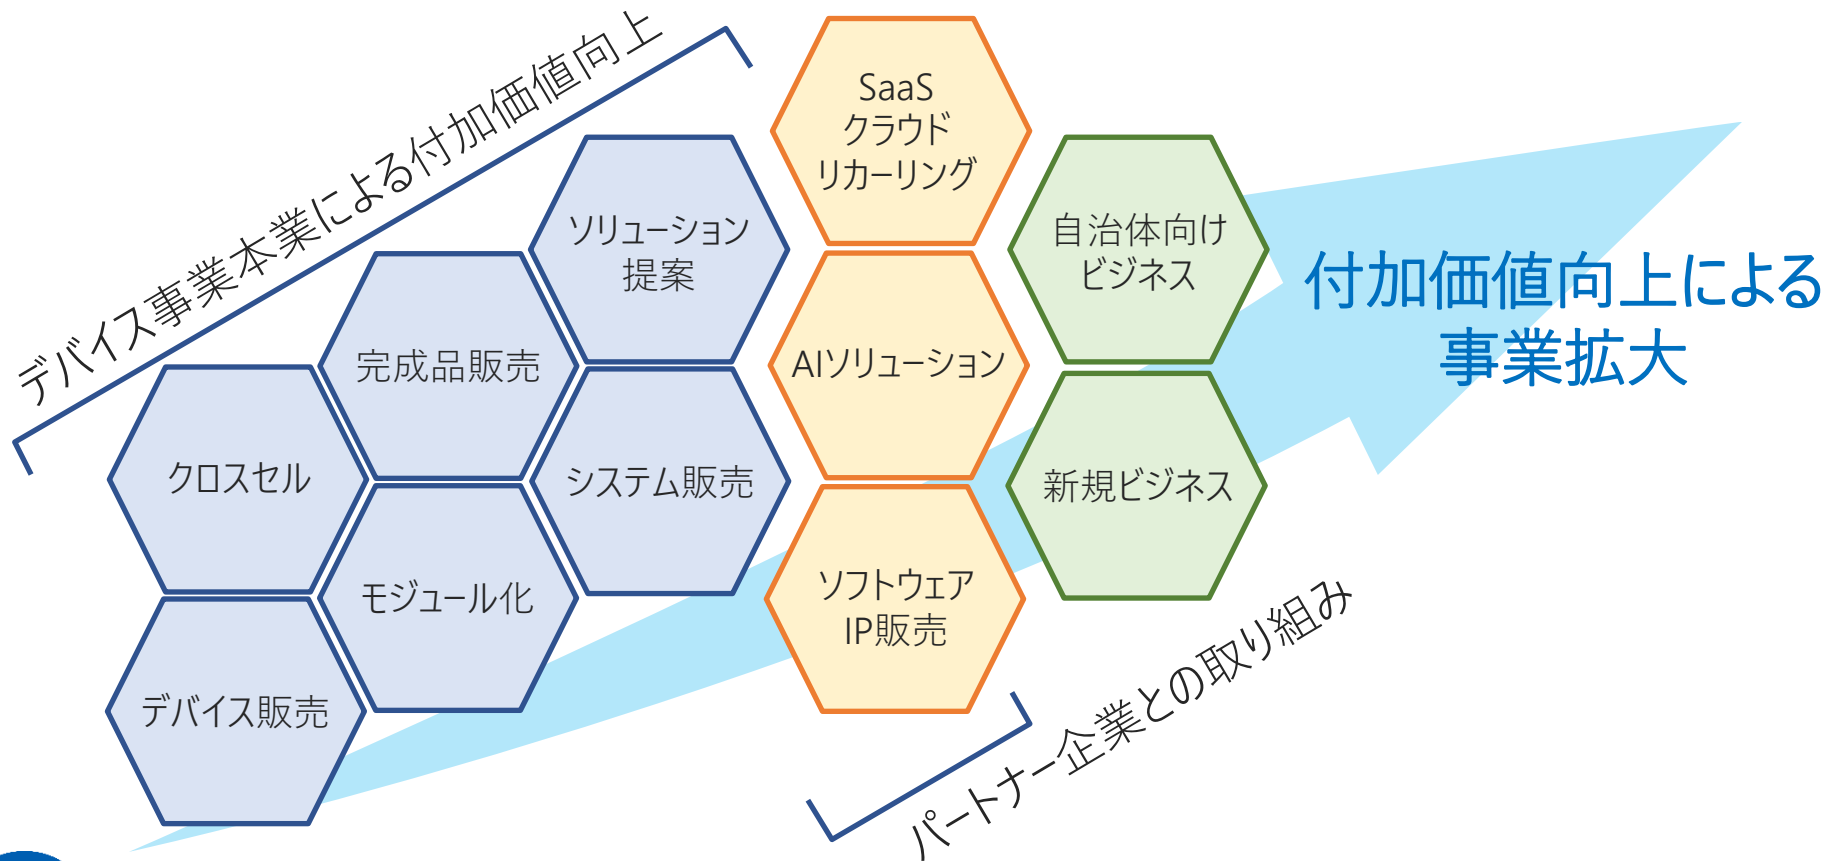 デバイス事業本業による付加価値向上
SaaS
クラウド
リカーリング
ソリューション
提案
自治体向け
ビジネス
付加価値向上による
事業拡大
完成品販売
AIソリューション
クロスセル
システム販売
新規ビジネス
モジュール化
ソフトウェア
IP販売
デバイス販売
パートナー企業との取り組み